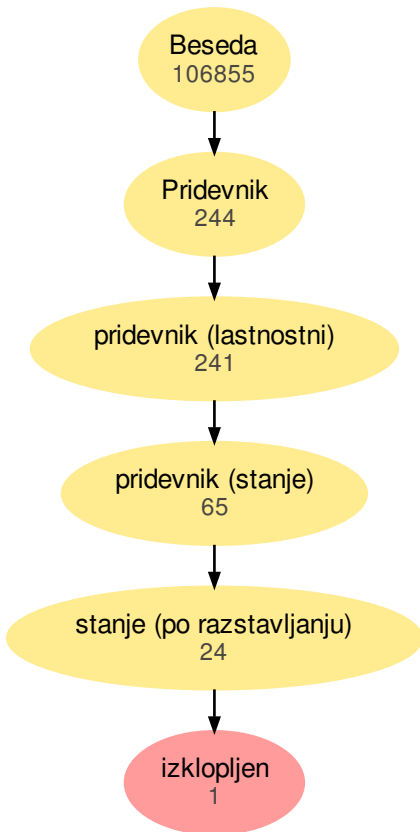 Beseda
106855
Pridevnik
244
pridevnik (lastnostni)
241
pridevnik (stanje)
65
stanje (po razstavljanju)
24
izklopljen
1